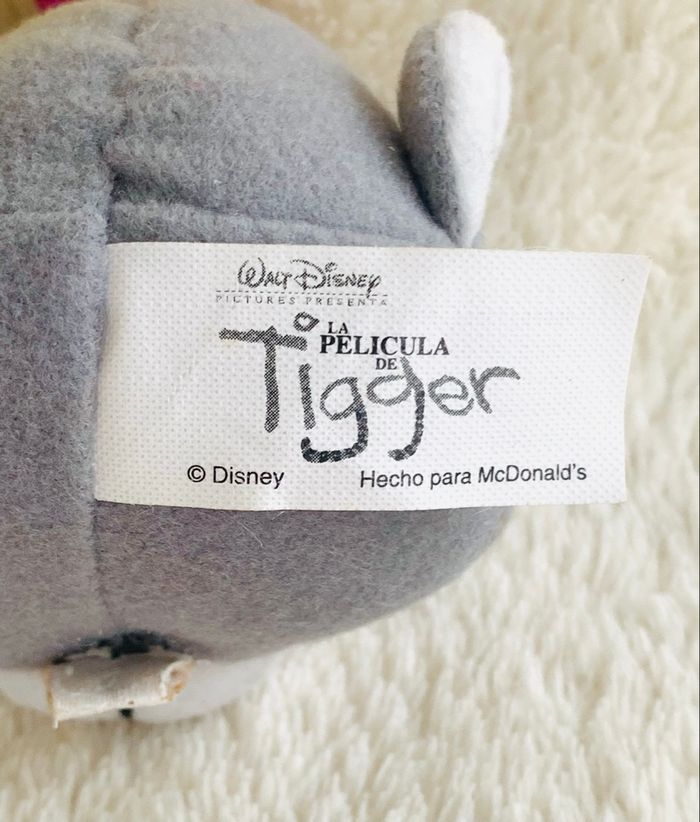 WALT DISNEY
PICTURES PRESENTA
LA
PELICULA
DE
Tigger
© Disney Hecho para McDonald's